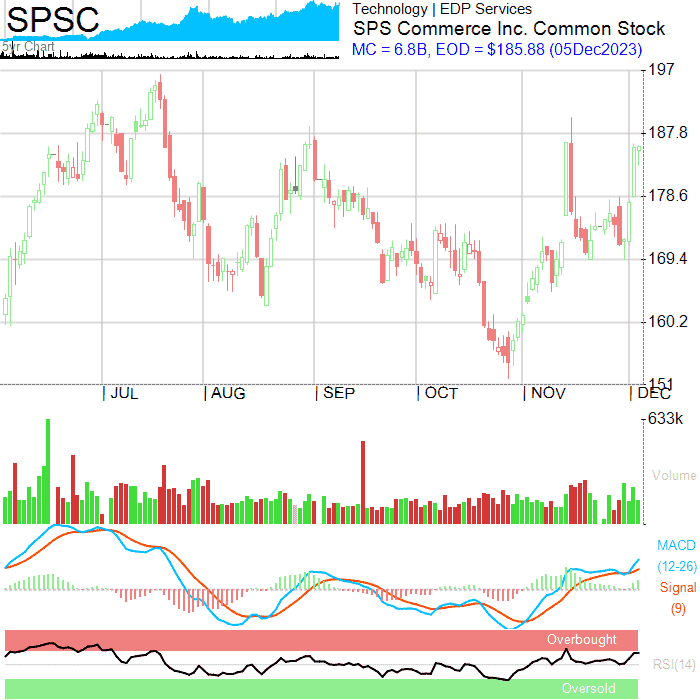 SPSC
5yr Chart
Technology | EDP Services
SPS Commerce Inc. Common Stock
MC = 6.8B, EOD = $185.88 (05Dec2023)
197
187.8
178.6
169.4
160.2
151
| JUL | AUG | SEP | OCT | NOV | DEC
633k
Volume
MACD
(12-26)
Signal
(9)
Overbought
RSI(14)
Oversold